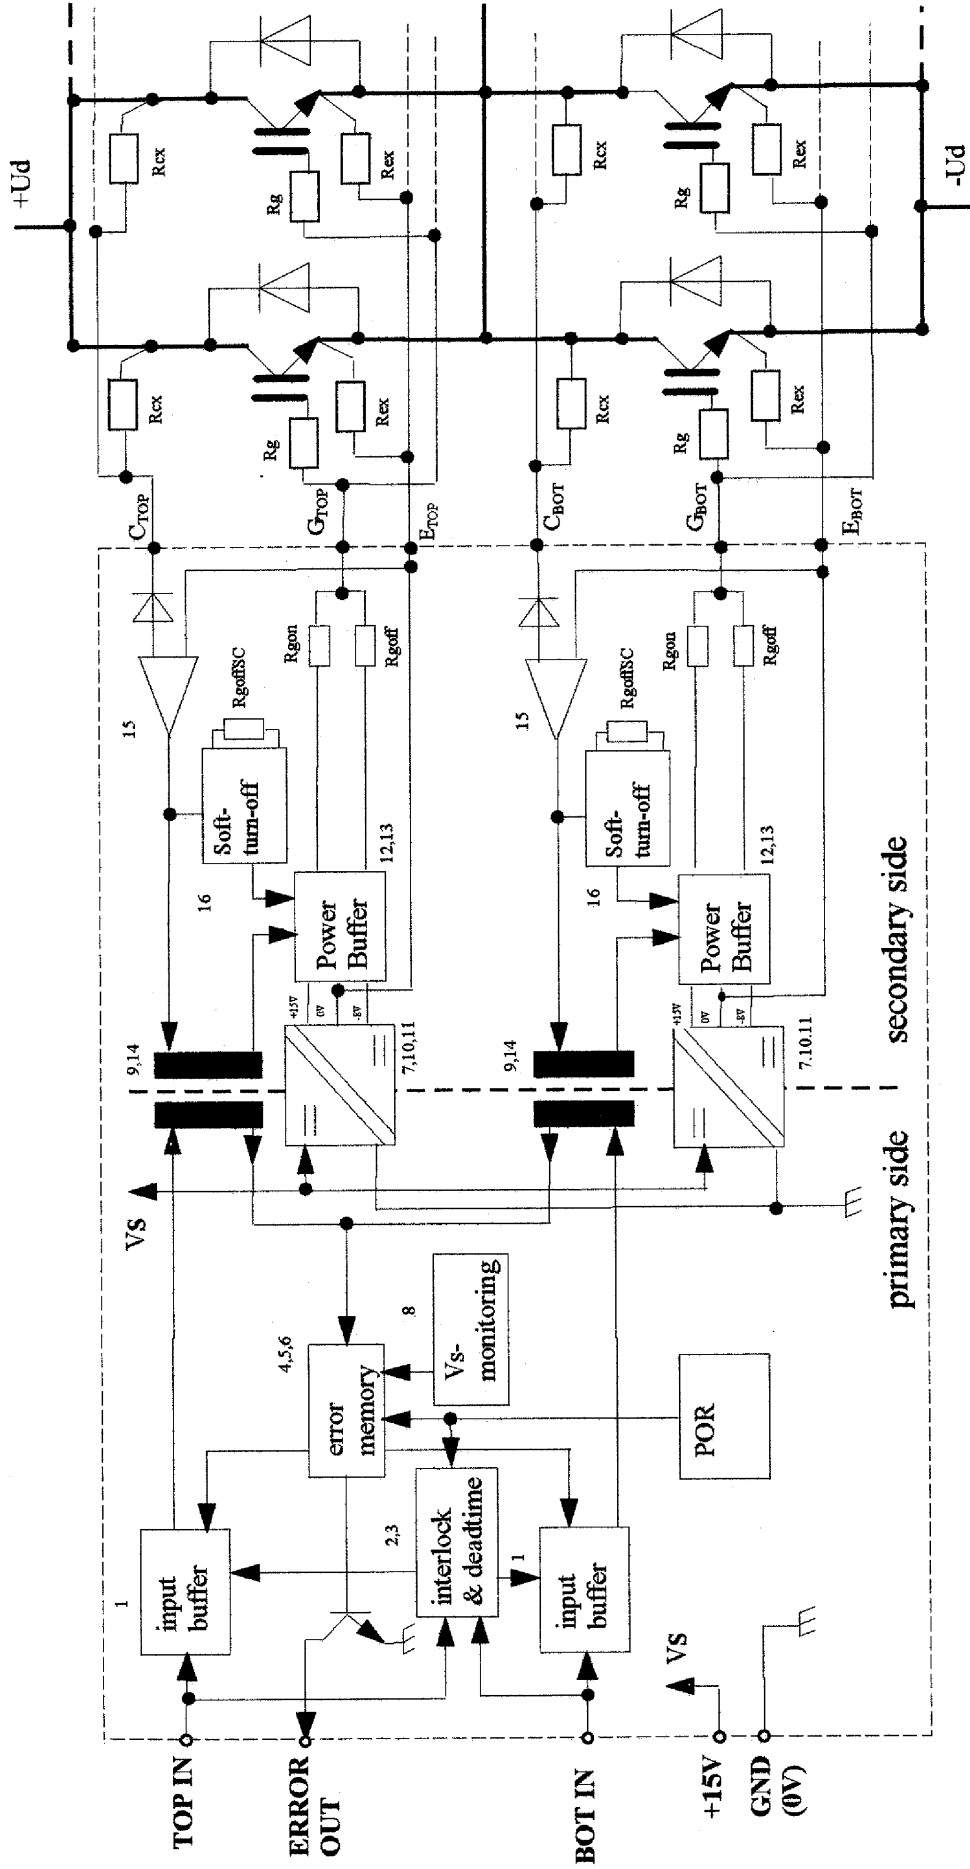 TOP IN
ERROR
OUT
BOT IN
+15V
GND
(0V)
VS
1
input
buffer
2,3
interlock
& deadtime
1
input
buffer
4,5,6
error
memory
8
Vs-
monitoring
POR
VS
primary side
secondary side
9,14
7,10,11
+15V
0V
-8V
Power
Buffer
12,13
16
Soft-
turn-off
RgoffSC
15
Rgon
Rgoff
CTOP
GTOP
ETOP
9,14
7.10.11
+15V
0V
-8V
Power
Buffer
12,13
16
Soft-
turn-off
RgoffSC
15
Rgon
Rgoff
CBOT
GBOT
EBOT
Rcx
Rg
Rex
Rcx
Rg
Rex
Rcx
Rg
Rex
Rcx
Rg
Rex
+Ud
-Ud